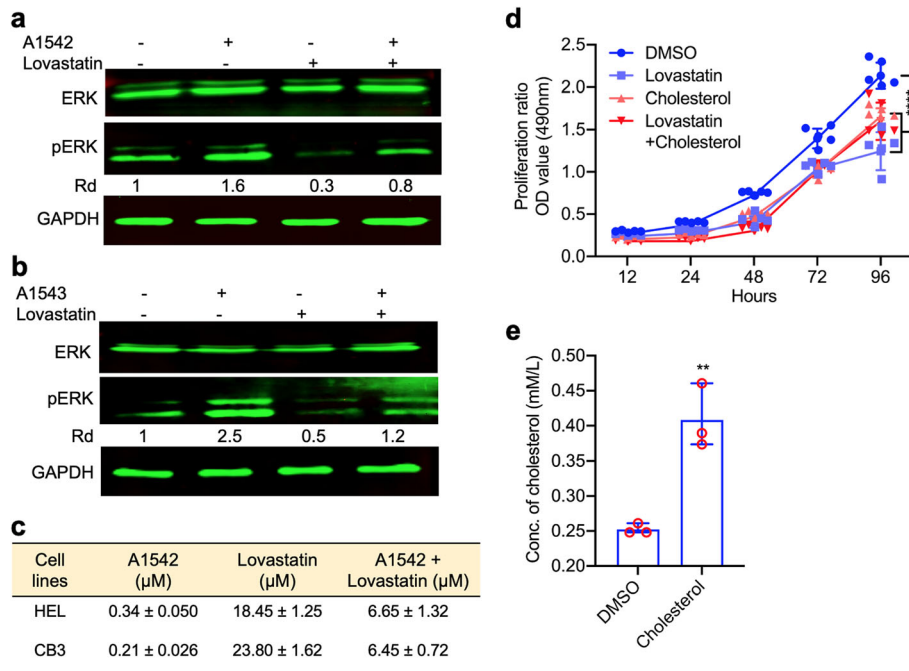 a
A1542 - + - +
Lovastatin - - + +
ERK
pERK
Rd 1 1.6 0.3 0.8
GAPDH
b
A1543 - + - +
Lovastatin - - + +
ERK
pERK
Rd 1 2.5 0.5 1.2
GAPDH
c
Cell lines A1542 (µM) Lovastatin (µM) A1542 + Lovastatin (µM)
HEL 0.34 ± 0.050 18.45 ± 1.25 6.65 ± 1.32
CB3 0.21 ± 0.026 23.80 ± 1.62 6.45 ± 0.72
d
Proliferation ratio
OD value (490nm)
2.5
2.0
1.5
1.0
0.5
0.0
DMSO
Lovastatin
Cholesterol
Lovastatin
+Cholesterol
****
12 24 48 72 96
Hours
e
Conc. of cholesterol (mM/L)
0.50
0.45
0.40
0.35
0.30
0.25
0.20
**
DMSO
Cholesterol